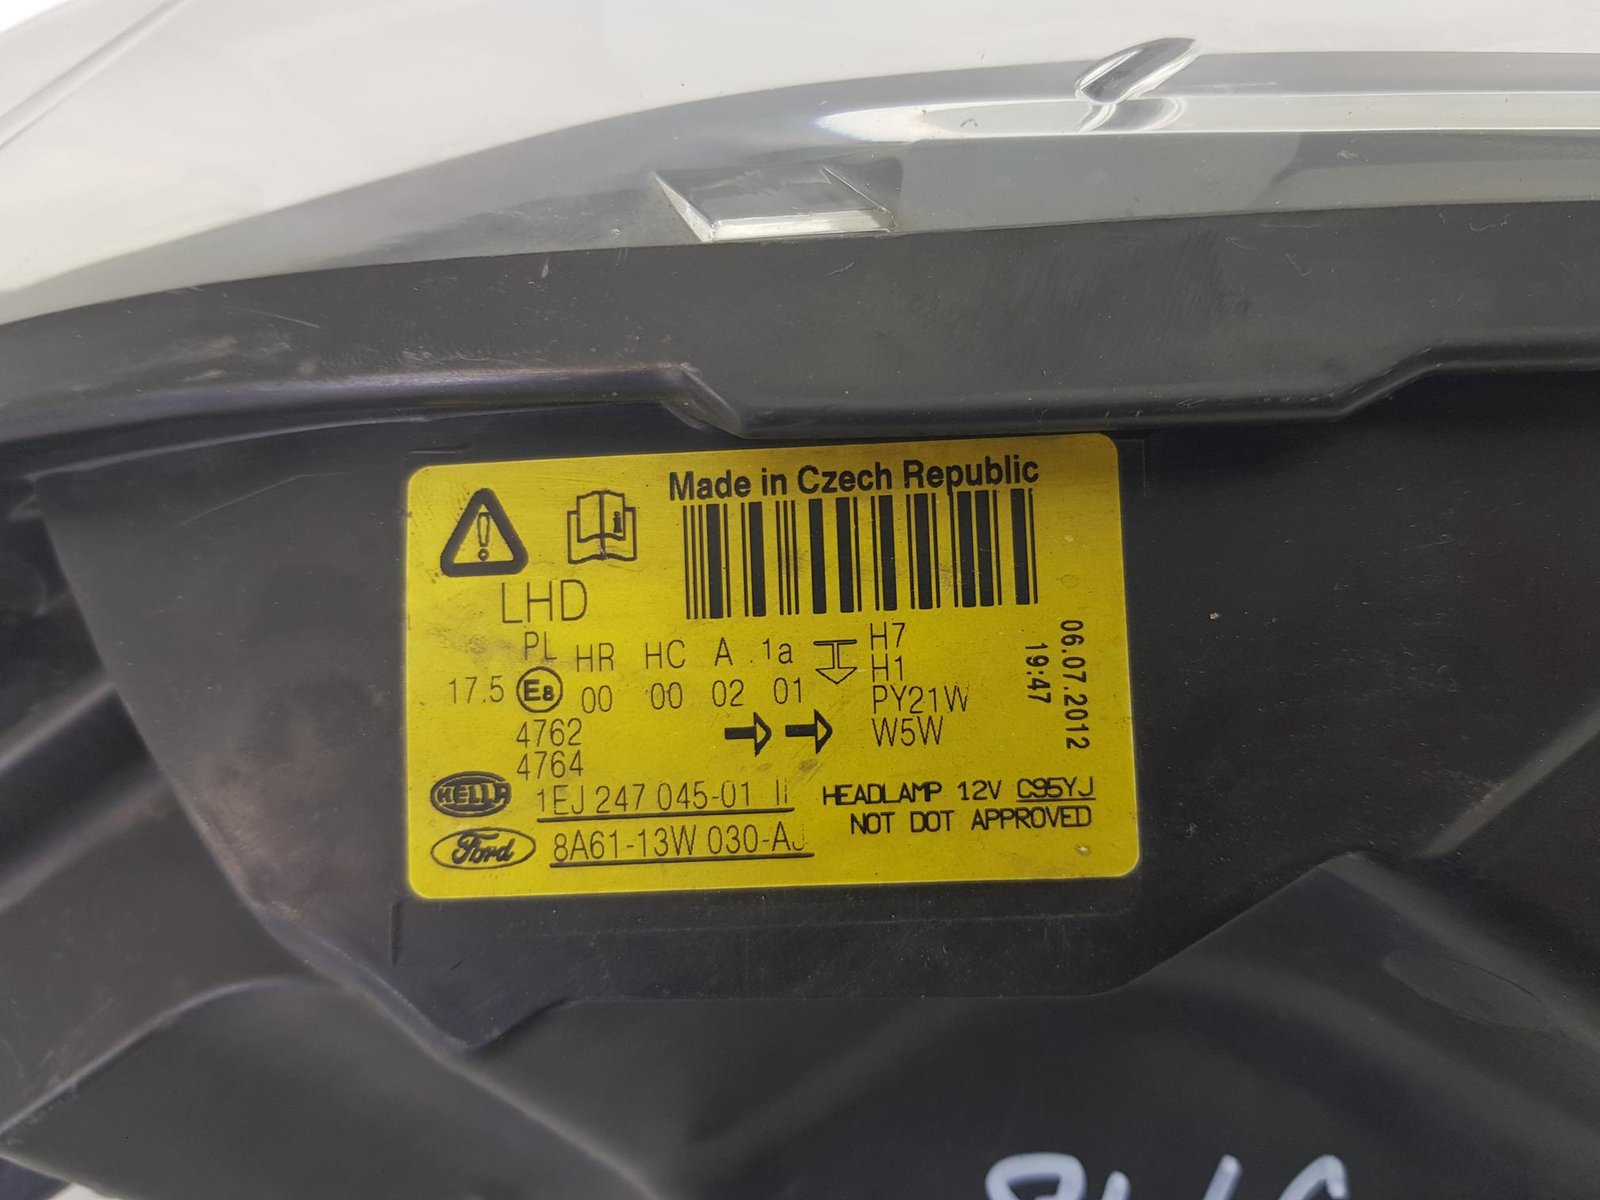 Made in Czech Republic
LHD
PL HR HC A 1a H7
H1
17.5 E8 00 00 02 01 PY21W
4762 W5W
4764
06.07.2012
19:47
HELLA 1EJ 247 045-01 II
HEADLAMP 12V C95YJ
NOT DOT APPROVED
Ford 8A61-13W 030-AJ